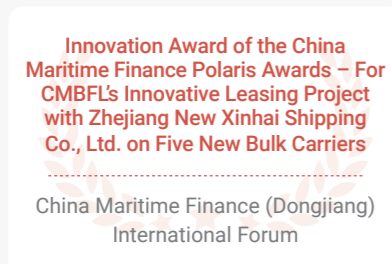 Innovation Award of the China
Maritime Finance Polaris Awards – For
CMBFL's Innovative Leasing Project
with Zhejiang New Xinhai Shipping
Co., Ltd. on Five New Bulk Carriers
China Maritime Finance (Dongjiang)
International Forum